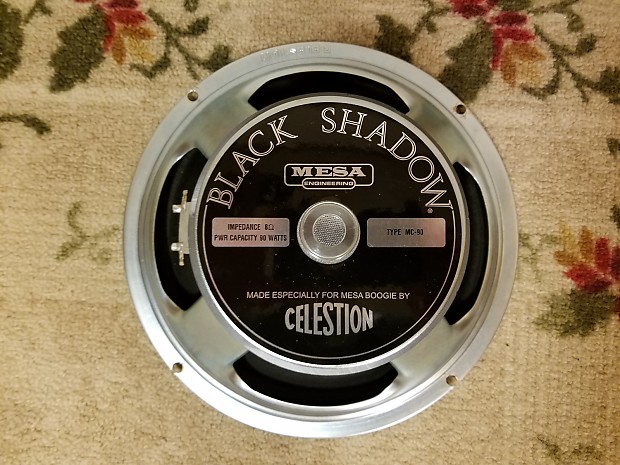 BLACK SHADOW®
MESA
ENGINEERING
IMPEDANCE 8Ω
PWR CAPACITY 90 WATTS
TYPE MC-90
MADE ESPECIALLY FOR MESA BOOGIE BY
CELESTION